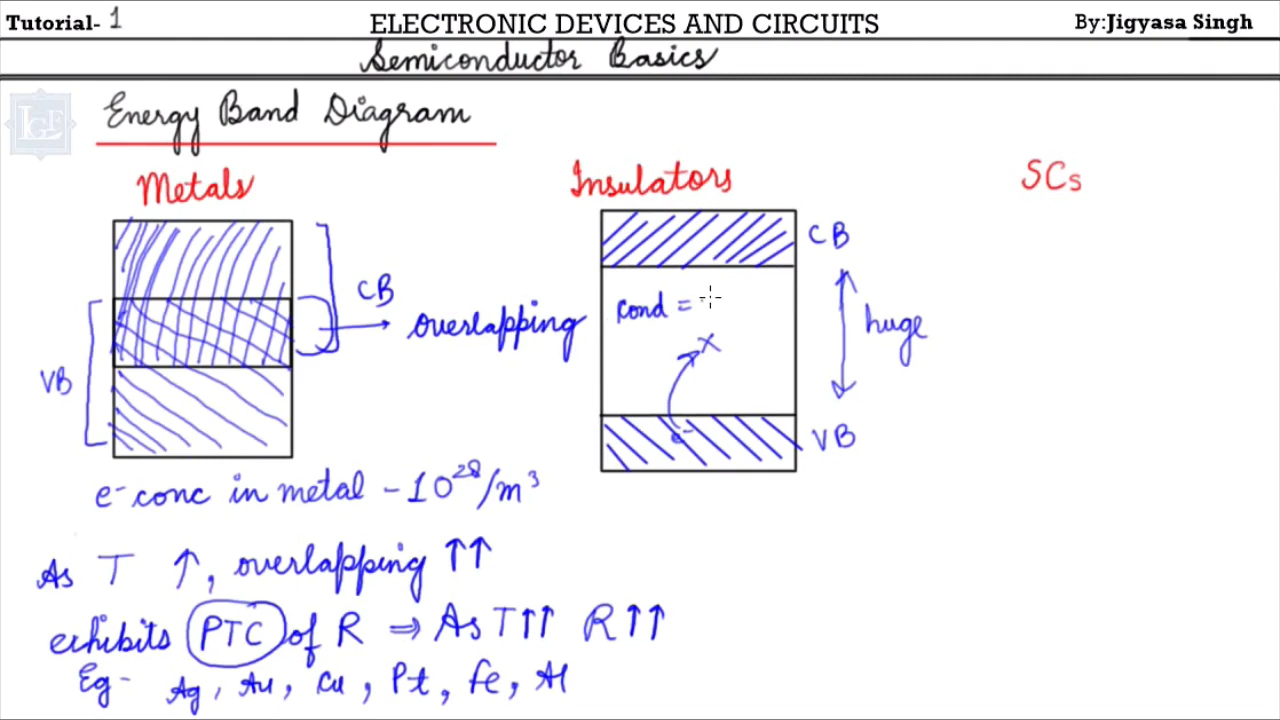 Tutorial- 1 ELECTRONIC DEVICES AND CIRCUITS By:Jigyasa Singh
Semiconductor Basics
IGF
Energy Band Diagram
Metals Insulators SCs
CB
CB
overlapping
VB
cond = -
x
huge
e-
VB
e- conc in metal - 10^28/m^3
As T ↑, overlapping ↑↑
exhibits PTC of R ⇒ As T↑↑ R↑↑
Eg- Ag, Au, Cu, Pt, Fe, Al